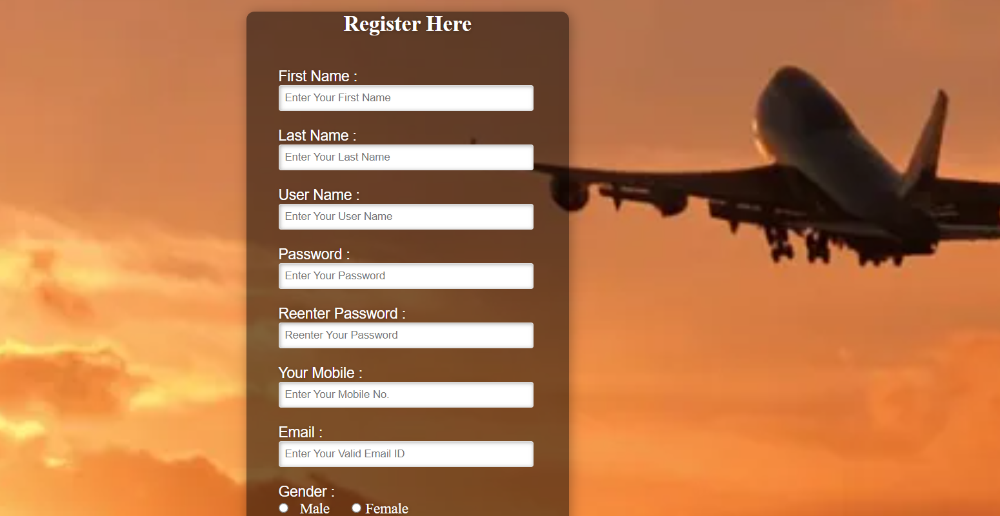 Register Here
First Name :
Enter Your First Name
Last Name :
Enter Your Last Name
User Name :
Enter Your User Name
Password :
Enter Your Password
Reenter Password :
Reenter Your Password
Your Mobile :
Enter Your Mobile No.
Email :
Enter Your Valid Email ID
Gender :
Male Female